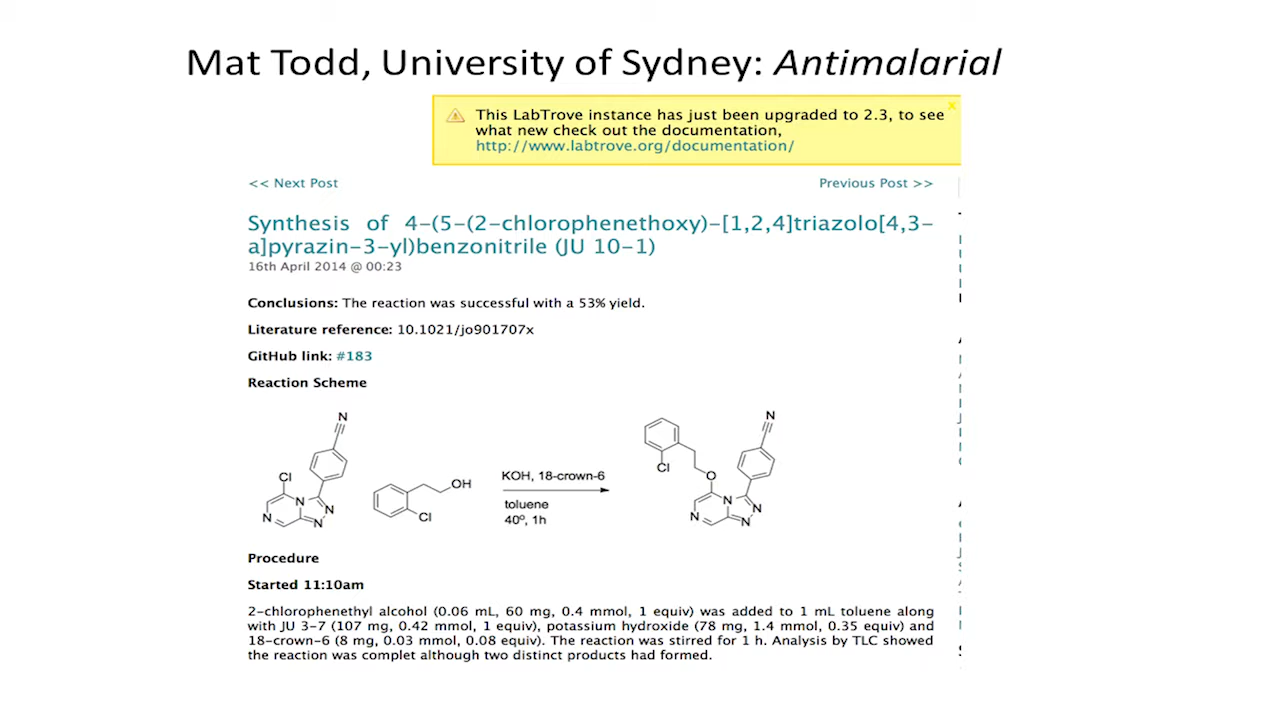 Mat Todd, University of Sydney: Antimalarial
This LabTrove instance has just been upgraded to 2.3, to see
what new check out the documentation,
http://www.labtrove.org/documentation/
x
<< Next Post
Previous Post >>
Synthesis of 4-(5-(2-chlorophenethoxy)-[1,2,4]triazolo[4,3-
a]pyrazin-3-yl)benzonitrile (JU 10-1)
16th April 2014 @ 00:23
Conclusions: The reaction was successful with a 53% yield.
Literature reference: 10.1021/jo901707x
GitHub link: #183
Reaction Scheme
N
Cl
N
N
N
N
OH
Cl
KOH, 18-crown-6
toluene
40º, 1h
N
Cl
O
N
N
N
N
Procedure
Started 11:10am
2-chlorophenethyl alcohol (0.06 mL, 60 mg, 0.4 mmol, 1 equiv) was added to 1 mL toluene along
with JU 3-7 (107 mg, 0.42 mmol, 1 equiv), potassium hydroxide (78 mg, 1.4 mmol, 0.35 equiv) and
18-crown-6 (8 mg, 0.03 mmol, 0.08 equiv). The reaction was stirred for 1 h. Analysis by TLC showed
the reaction was complet although two distinct products had formed.